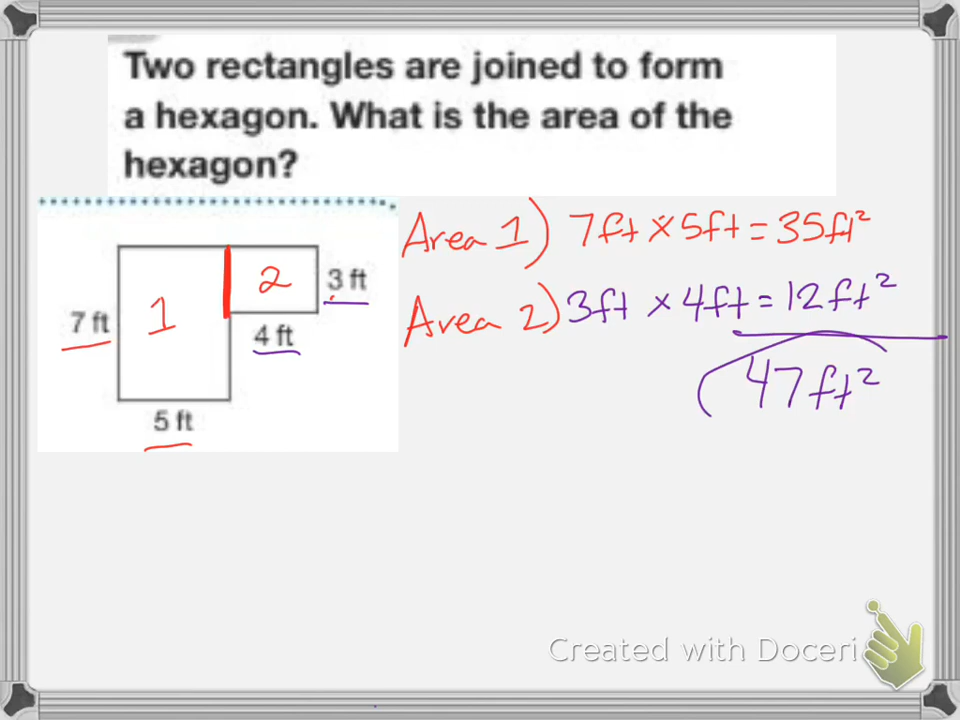 Two rectangles are joined to form
a hexagon. What is the area of the
hexagon?
Area 1) 7ft × 5ft = 35ft²
Area 2) 3ft × 4ft = 12ft²
47ft²
1
2
3 ft
7 ft
4 ft
5 ft
Created with Doceri